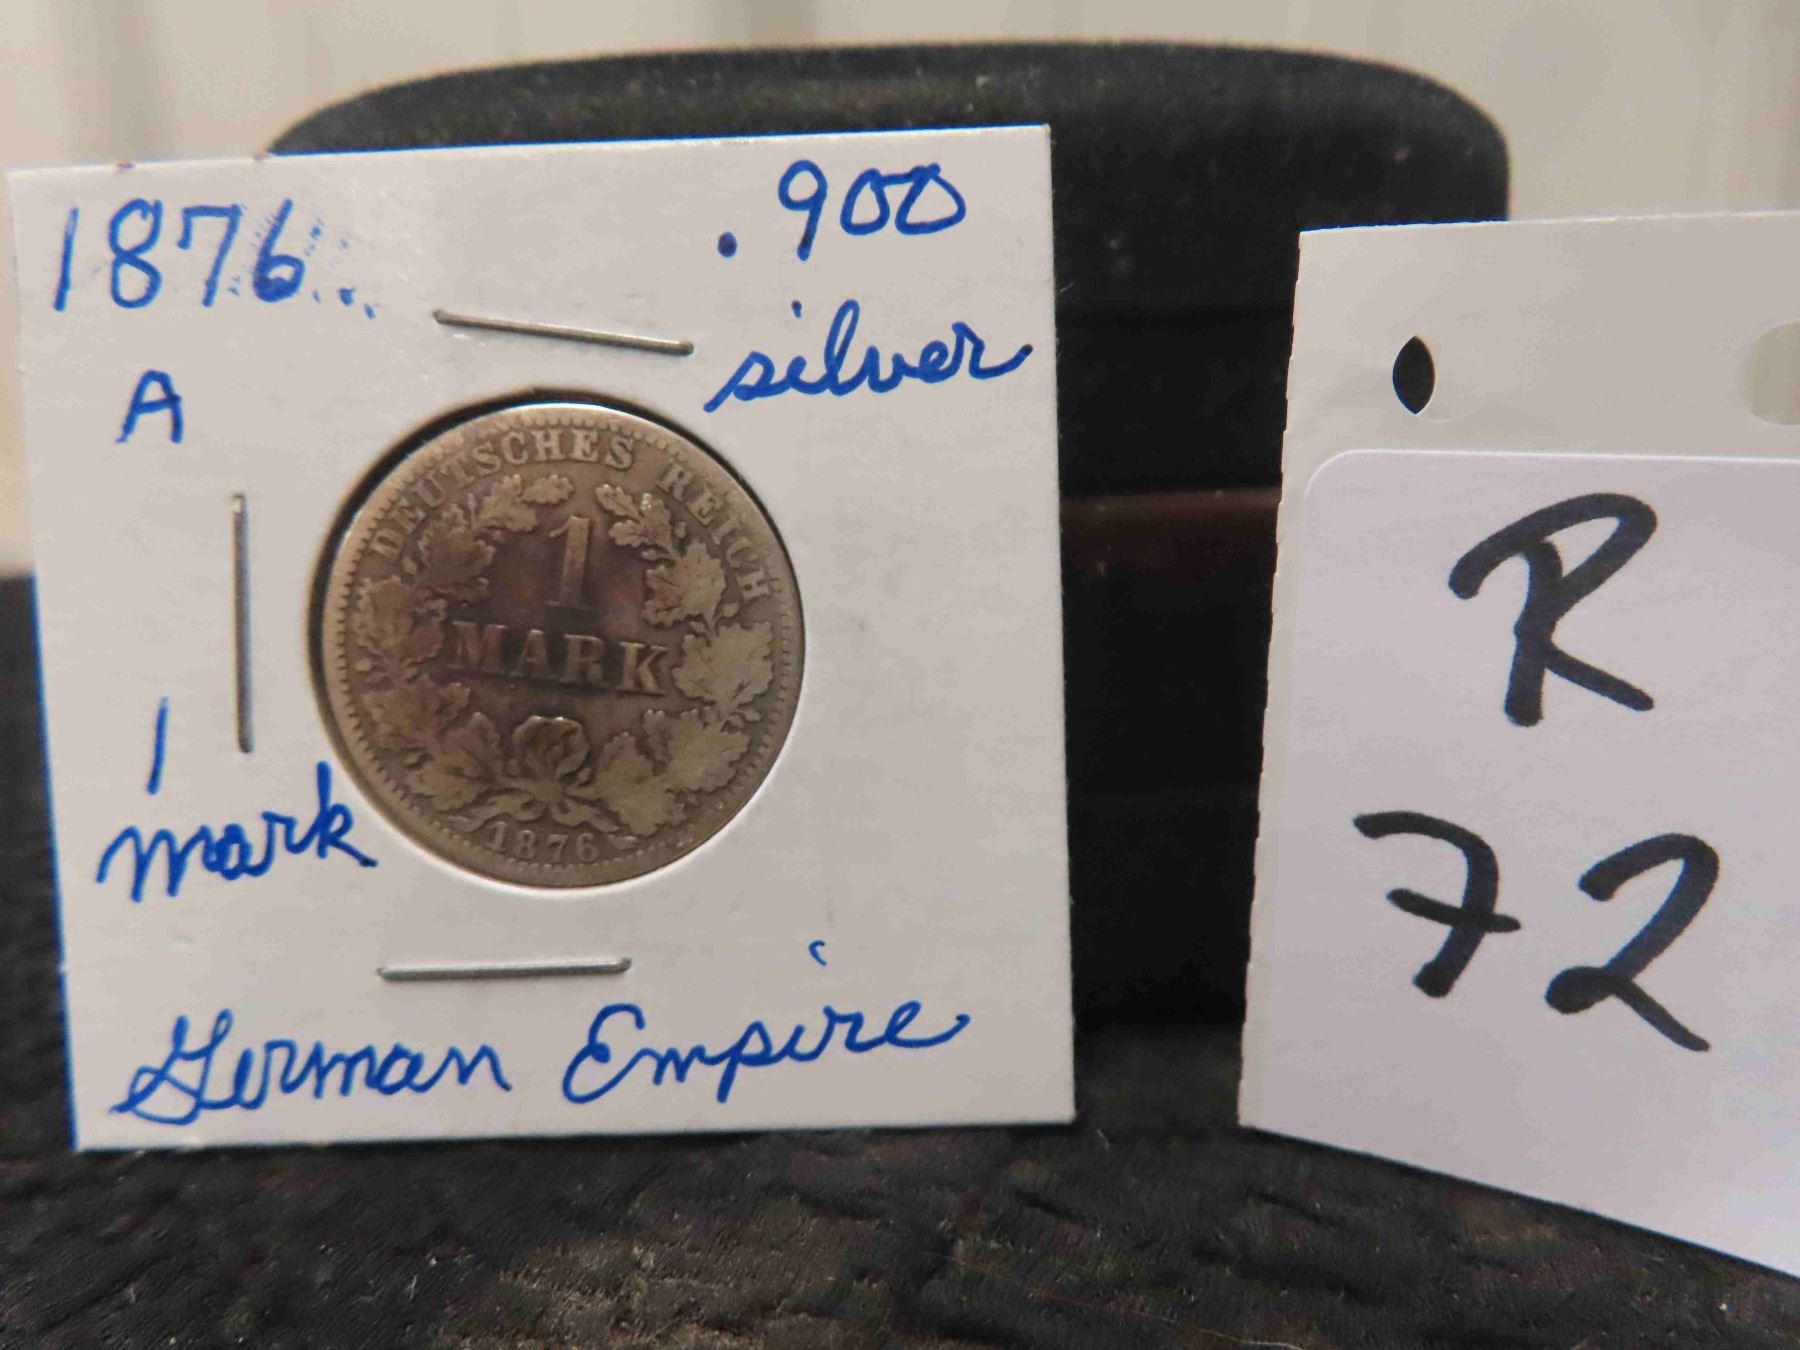 1876
.900
silver
A
DEUTSCHES REICH
1
MARK
1876
1
mark
German Empire
R
72